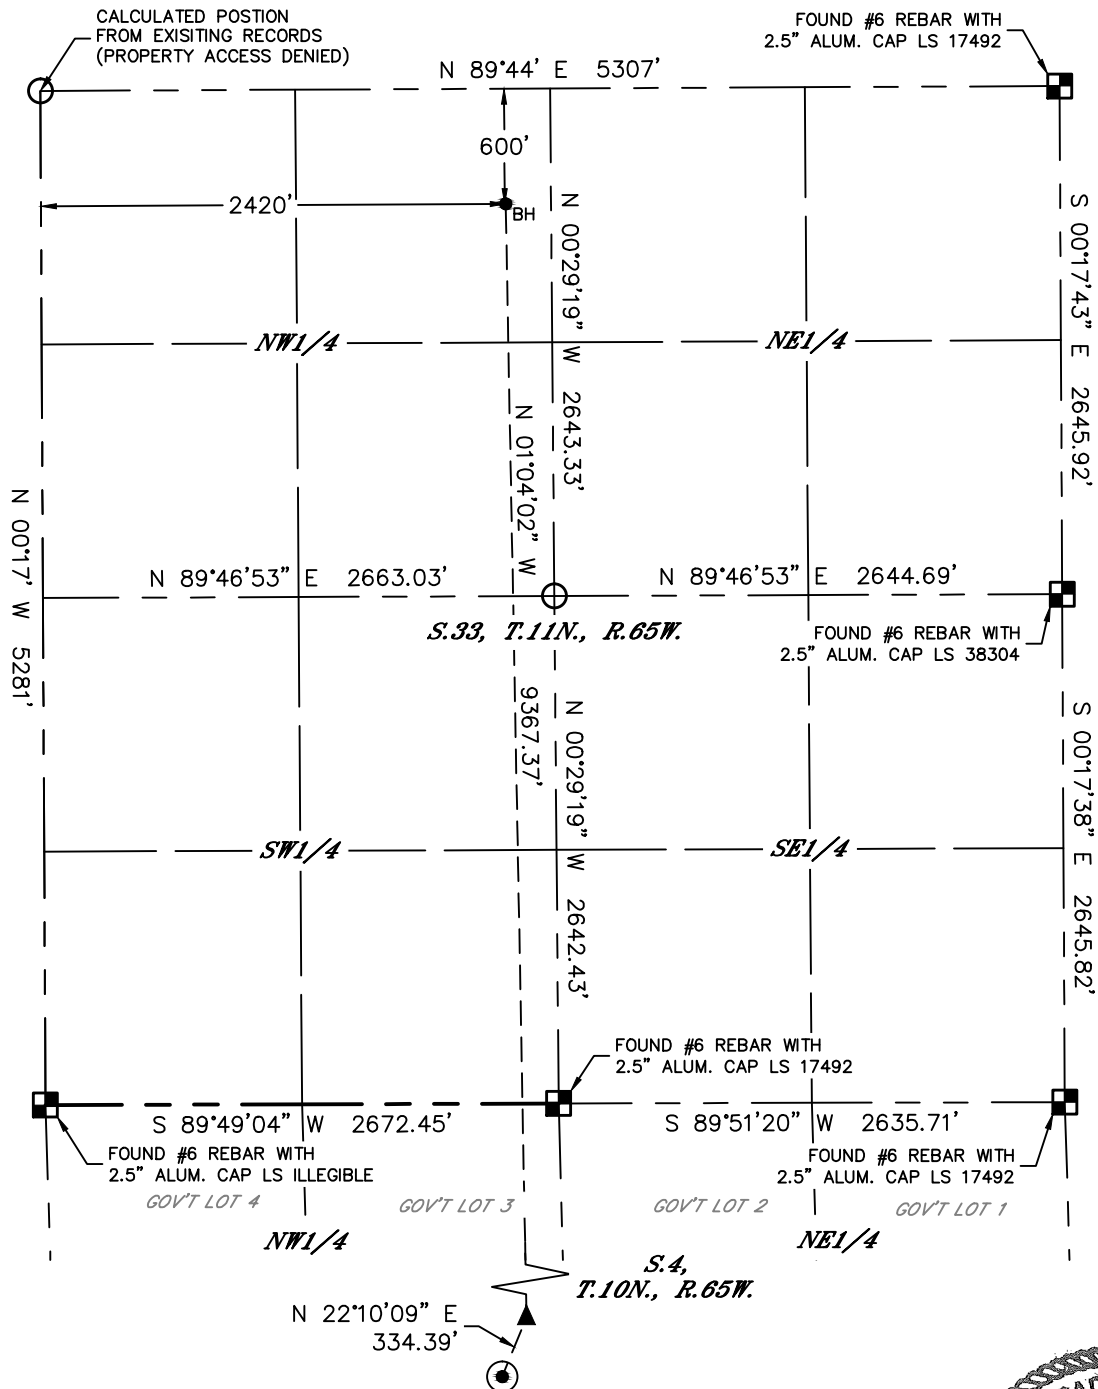 CALCULATED POSTION
FROM EXISITING RECORDS
(PROPERTY ACCESS DENIED)
FOUND #6 REBAR WITH
2.5" ALUM. CAP LS 17492
N 89°44' E 5307'
600'
2420'
BH
N 00°29'19" W 2643.33'
S 00°17'43" E 2645.92'
NW1/4
NE1/4
N 01°04'02" W
9367.37'
N 00°17' W 5281'
N 89°46'53" E 2663.03'
N 89°46'53" E 2644.69'
S.33, T.11N., R.65W.
FOUND #6 REBAR WITH
2.5" ALUM. CAP LS 38304
N 00°29'19" W 2642.43'
S 00°17'38" E 2645.82'
SW1/4
SE1/4
FOUND #6 REBAR WITH
2.5" ALUM. CAP LS 17492
S 89°49'04" W 2672.45'
S 89°51'20" W 2635.71'
FOUND #6 REBAR WITH
2.5" ALUM. CAP LS ILLEGIBLE
FOUND #6 REBAR WITH
2.5" ALUM. CAP LS 17492
GOV'T LOT 4
GOV'T LOT 3
GOV'T LOT 2
GOV'T LOT 1
NW1/4
NE1/4
S.4,
T.10N., R.65W.
N 22°10'09" E
334.39'